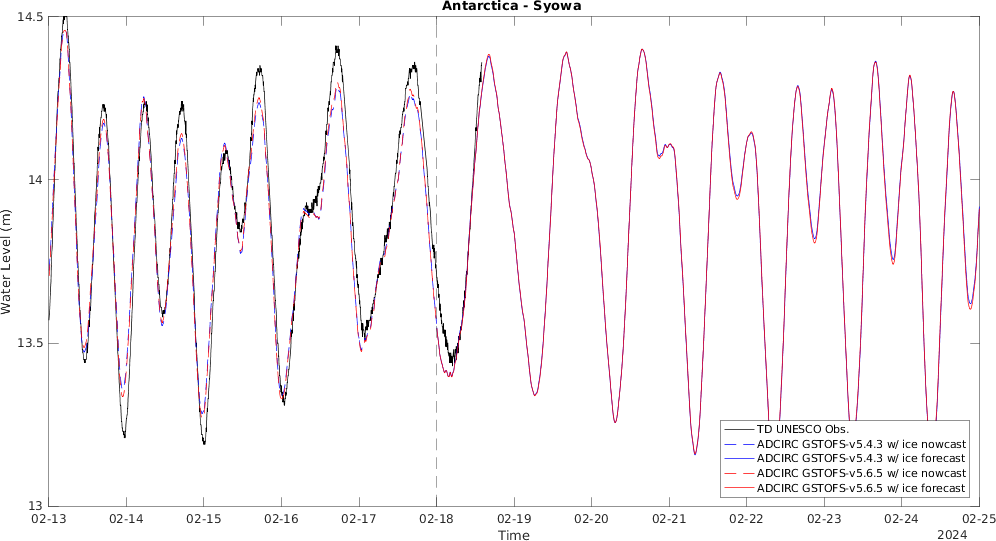 Antarctica - Syowa
14.5
14
13.5
13
Water Level (m)
02-13 02-14 02-15 02-16 02-17 02-18 02-19 02-20 02-21 02-22 02-23 02-24 02-25
Time
2024
TD UNESCO Obs.
ADCIRC GSTOFS-v5.4.3 w/ ice nowcast
ADCIRC GSTOFS-v5.4.3 w/ ice forecast
ADCIRC GSTOFS-v5.6.5 w/ ice nowcast
ADCIRC GSTOFS-v5.6.5 w/ ice forecast